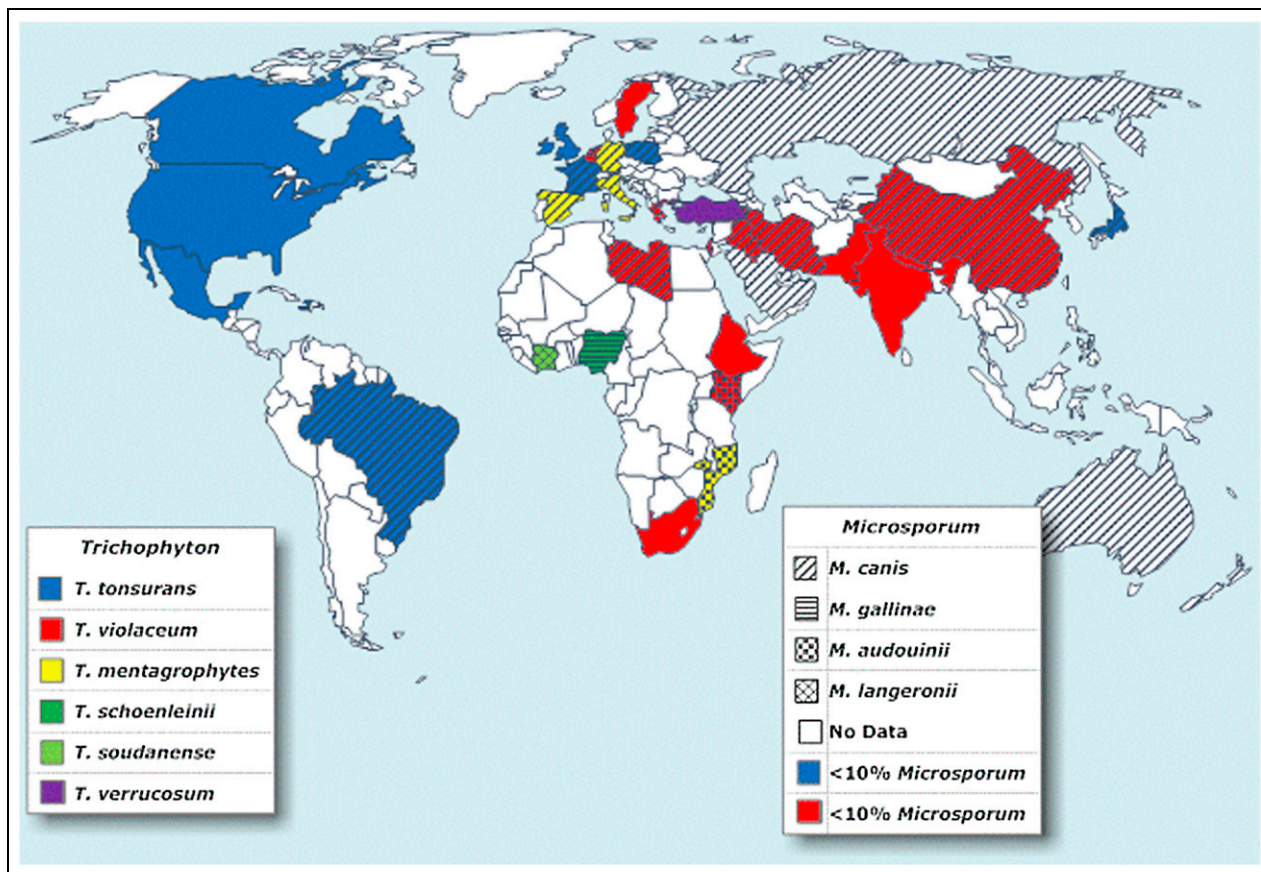 Trichophyton
T. tonsurans
T. violaceum
T. mentagrophytes
T. schoenleinii
T. soudanense
T. verrucosum
Microsporum
M. canis
M. gallinae
M. audouinii
M. langeronii
No Data
<10% Microsporum
<10% Microsporum